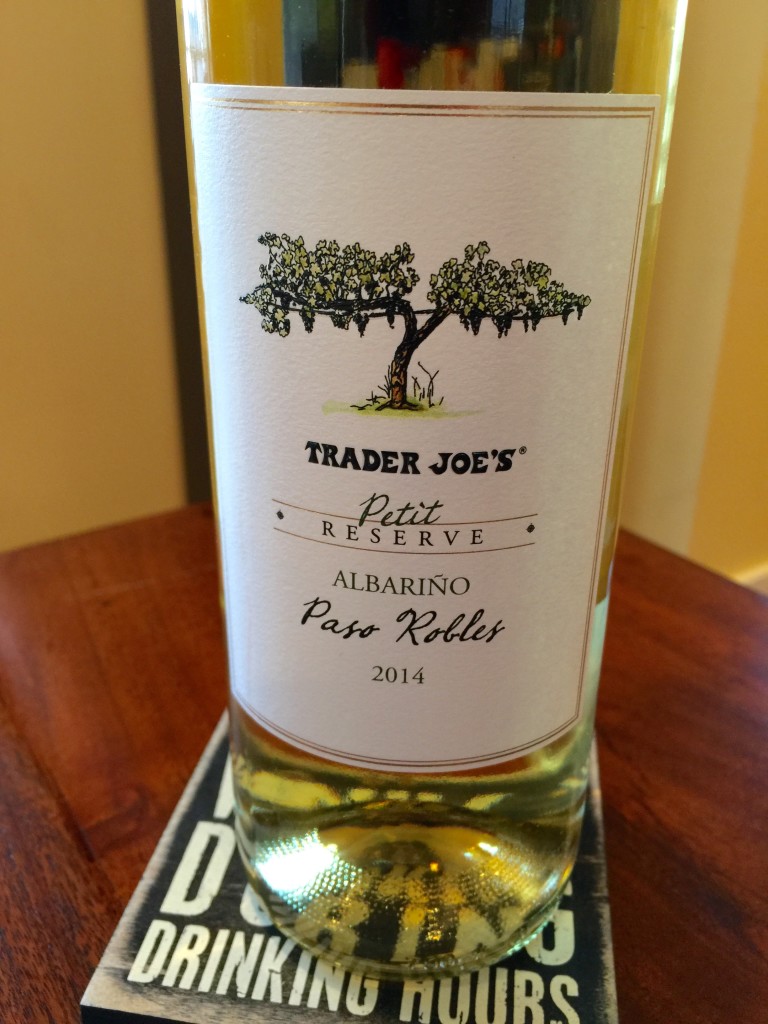 TRADER JOE'S®
Petit
RESERVE
ALBARIÑO
Paso Robles
2014
DRINKING HOURS